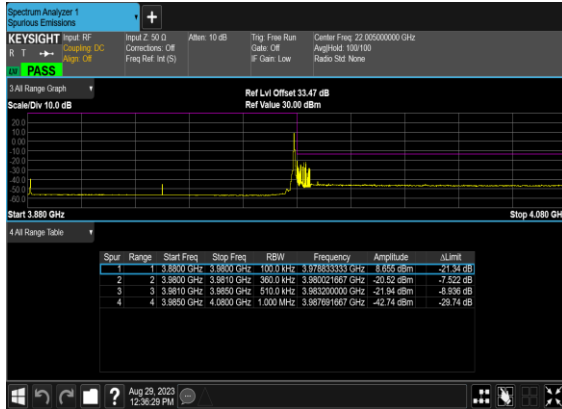 Spectrum Analyzer 1
Spurious Emissions
+
KEYSIGHT Input: RF Input Z: 50 Ω Atten: 10 dB Trig: Free Run Center Freq: 22.005000000 GHz
R T Coupling: DC Corrections: Off Gate: Off Avg|Hold: 100/100
Align: Off Freq Ref: Int (S) IF Gain: Low Radio Std: None
PASS
3 All Range Graph Ref Lvl Offset 33.47 dB
Scale/Div 10.0 dB Ref Value 30.00 dBm
20.0
10.0
0.00
-10.0
-20.0
-30.0
-40.0
-50.0
-60.0
Start 3.880 GHz Stop 4.080 GH
4 All Range Table
Spur Range Start Freq Stop Freq RBW Frequency Amplitude ΔLimit
1 1 3.8800 GHz 3.9800 GHz 100.0 kHz 3.978833333 GHz 8.655 dBm -21.34 dB
2 2 3.9800 GHz 3.9810 GHz 360.0 kHz 3.980021667 GHz -20.52 dBm -7.522 dB
3 3 3.9810 GHz 3.9850 GHz 510.0 kHz 3.983200000 GHz -21.94 dBm -8.936 dB
4 4 3.9850 GHz 4.0800 GHz 1.000 MHz 3.987691667 GHz -42.74 dBm -29.74 dB
? Aug 29, 2023
12:36:29 PM